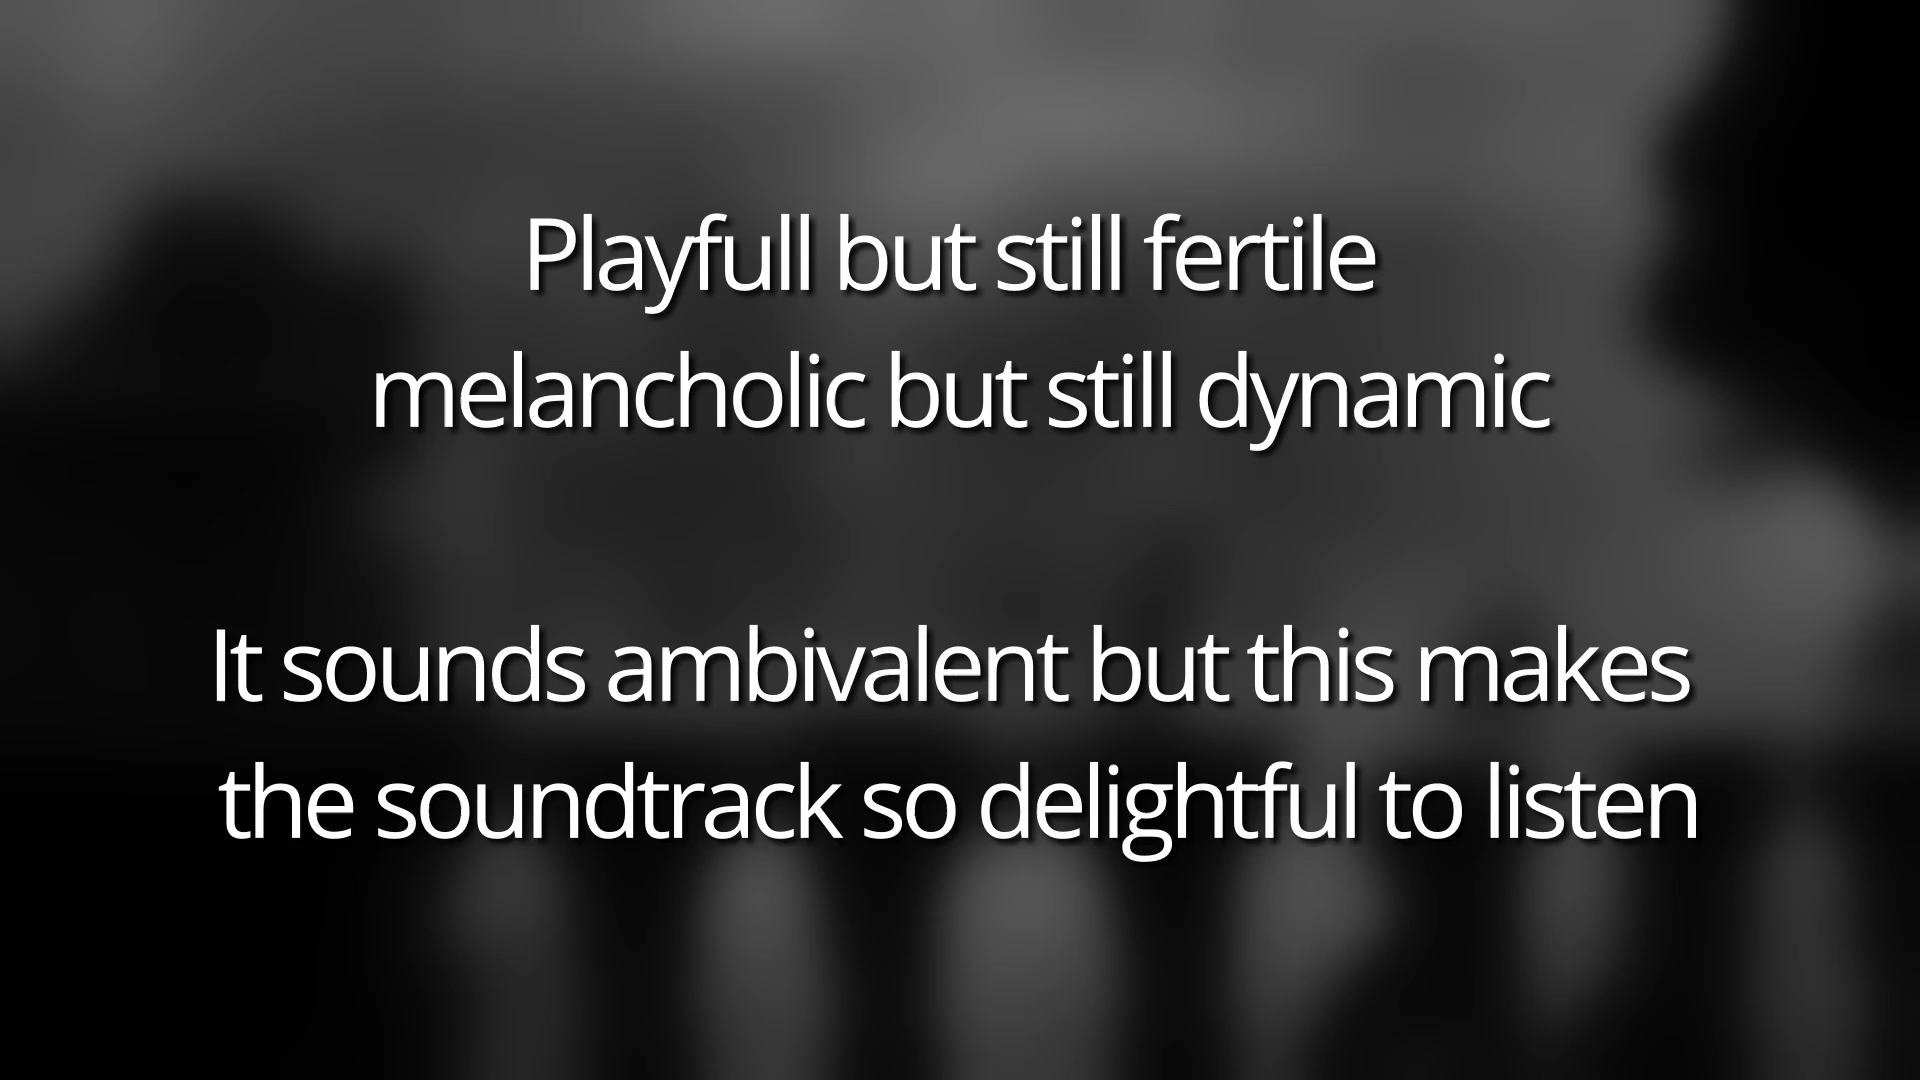 Playfull but still fertile
melancholic but still dynamic
It sounds ambivalent but this makes
the soundtrack so delightful to listen